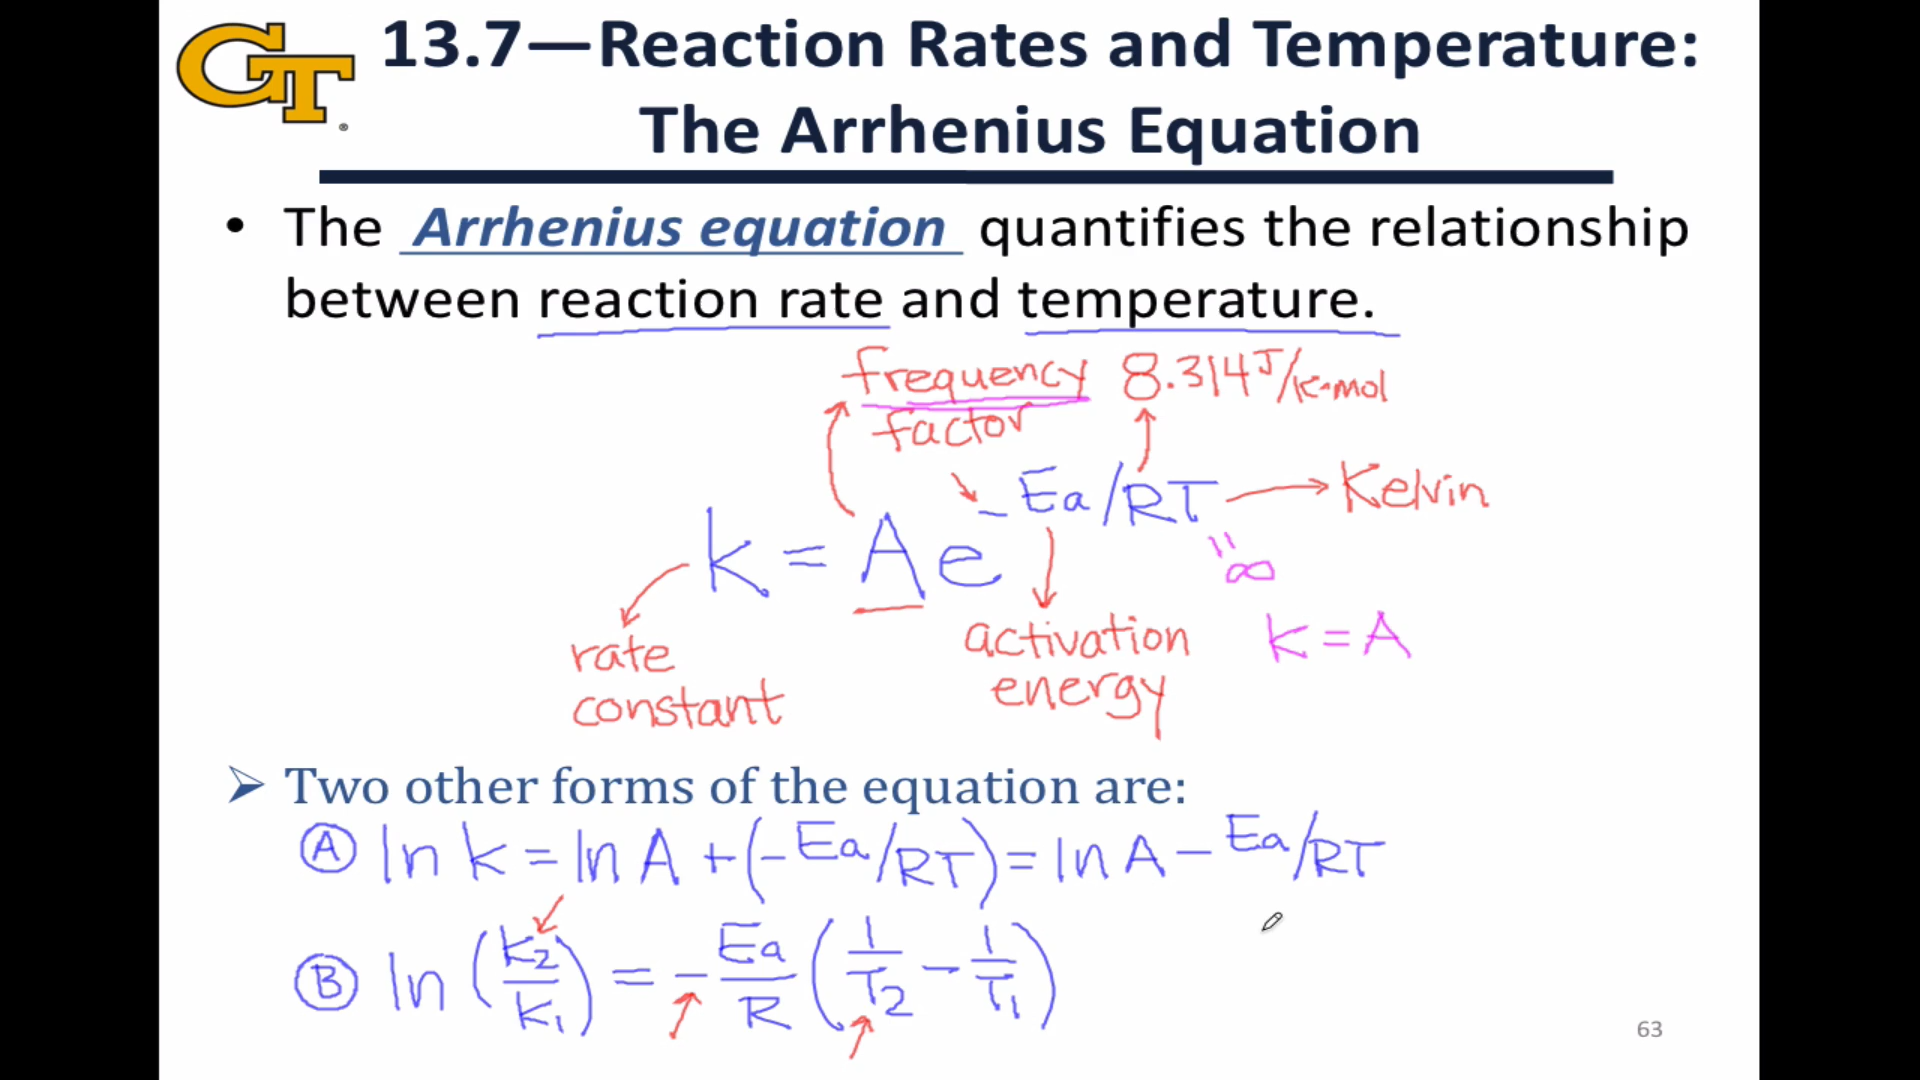 GT®
13.7—Reaction Rates and Temperature:
The Arrhenius Equation
• The Arrhenius equation quantifies the relationship
between reaction rate and temperature.
frequency 8.314 J/K·mol
factor
k = A e - Ea/RT → Kelvin
" ∞
rate
constant
activation
energy
k = A
➢ Two other forms of the equation are:
Ⓐ ln k = ln A + (- Ea/RT) = ln A - Ea/RT
Ⓑ ln (k2/k1) = - Ea/R (1/T2 - 1/T1)
63